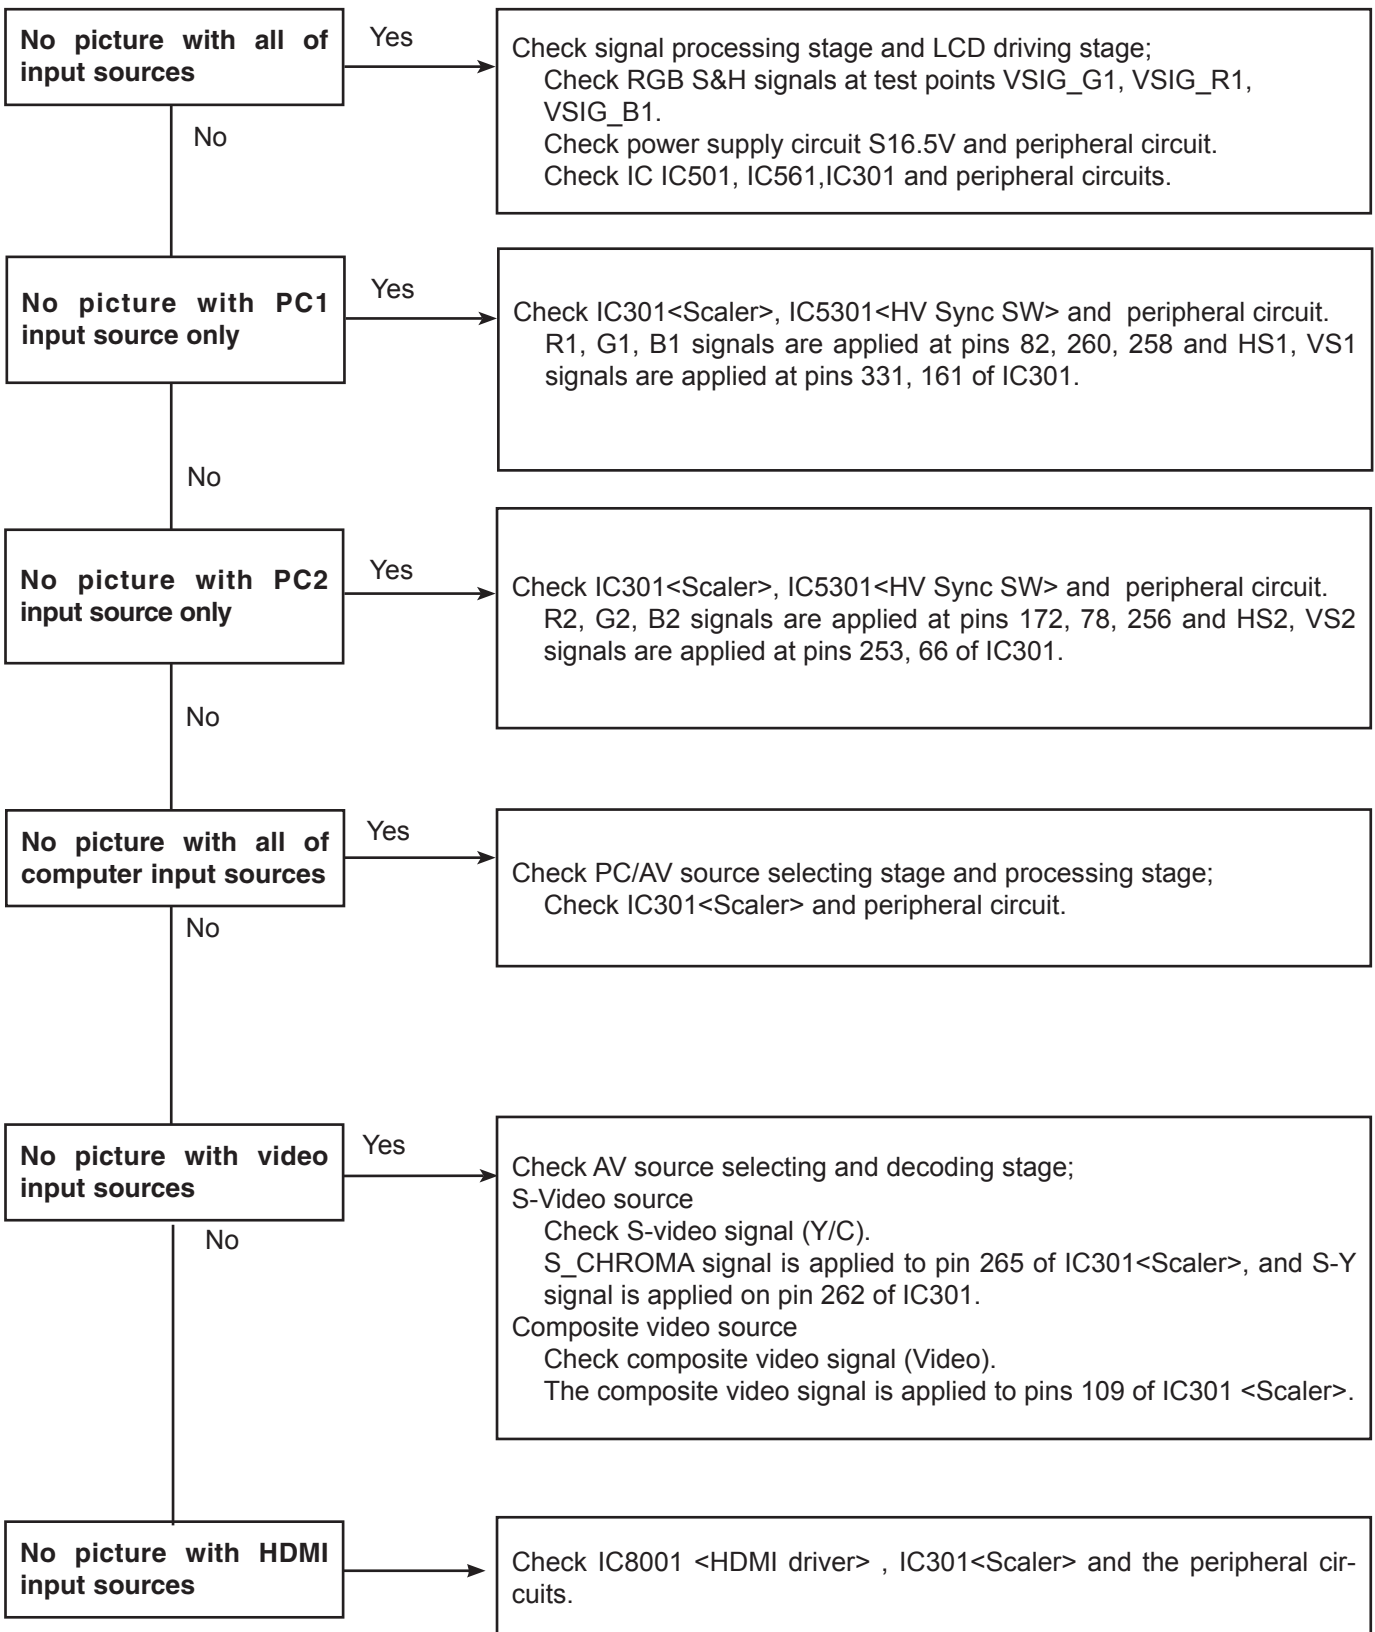 No picture with all of
input sources
Yes
Check signal processing stage and LCD driving stage;
Check RGB S&H signals at test points VSIG_G1, VSIG_R1,
VSIG_B1.
Check power supply circuit S16.5V and peripheral circuit.
Check IC IC501, IC561,IC301 and peripheral circuits.
No
No picture with PC1
input source only
Yes
Check IC301<Scaler>, IC5301<HV Sync SW> and peripheral circuit.
R1, G1, B1 signals are applied at pins 82, 260, 258 and HS1, VS1
signals are applied at pins 331, 161 of IC301.
No
No picture with PC2
input source only
Yes
Check IC301<Scaler>, IC5301<HV Sync SW> and peripheral circuit.
R2, G2, B2 signals are applied at pins 172, 78, 256 and HS2, VS2
signals are applied at pins 253, 66 of IC301.
No
No picture with all of
computer input sources
Yes
Check PC/AV source selecting stage and processing stage;
Check IC301<Scaler> and peripheral circuit.
No
No picture with video
input sources
Yes
Check AV source selecting and decoding stage;
S-Video source
Check S-video signal (Y/C).
S_CHROMA signal is applied to pin 265 of IC301<Scaler>, and S-Y
signal is applied on pin 262 of IC301.
Composite video source
Check composite video signal (Video).
The composite video signal is applied to pins 109 of IC301 <Scaler>.
No
No picture with HDMI
input sources
Check IC8001 <HDMI driver> , IC301<Scaler> and the peripheral cir-
cuits.